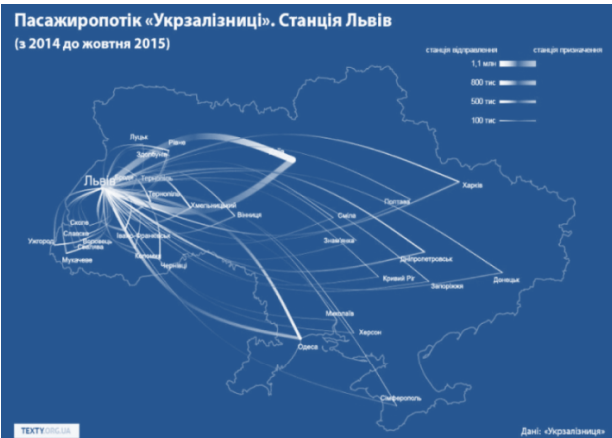 Пасажиропотік «Укрзалізниці». Станція Львів
(з 2014 до жовтня 2015)
станція відправлення
станція призначення
1,1 млн
800 тис
500 тис
100 тис
Луцьк
Рівне
Здолбунів
Київ
Львів
Тернопіль
Харків
Хмельницький
Полтава
Вінниця
Сміла
Сколе
Славске
Воловець
Свалява
Ужгород
Мукачеве
Івано-Франківськ
Знам'янка
Коломия
Чернівці
Дніпропетровськ
Кривий Ріг
Запоріжжя
Донецьк
Миколаїв
Херсон
Одеса
Сімферополь
TEXTY.ORG.UA
Дані: «Укрзалізниця»